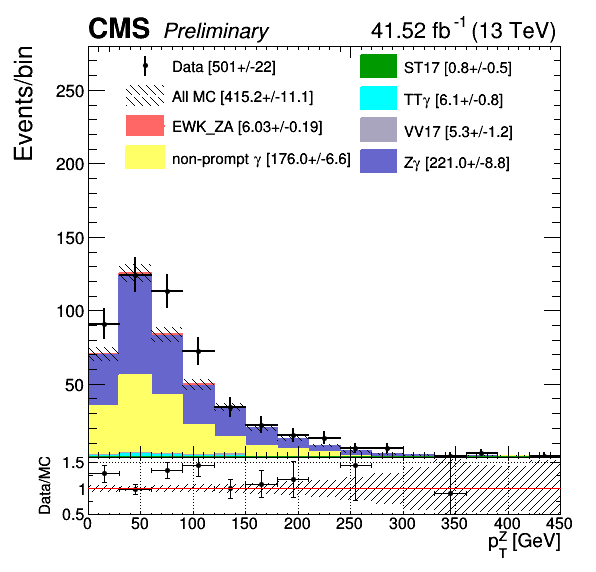 CMS Preliminary 41.52 fb⁻¹ (13 TeV)
Events/bin
Data [501+/-22]
All MC [415.2+/-11.1]
EWK_ZA [6.03+/-0.19]
non-prompt γ [176.0+/-6.6]
ST17 [0.8+/-0.5]
TTγ [6.1+/-0.8]
VV17 [5.3+/-1.2]
Zγ [221.0+/-8.8]
250
200
150
100
50
Data/MC
1.5
1
0.5
0 50 100 150 200 250 300 350 400 450
p_T^Z [GeV]